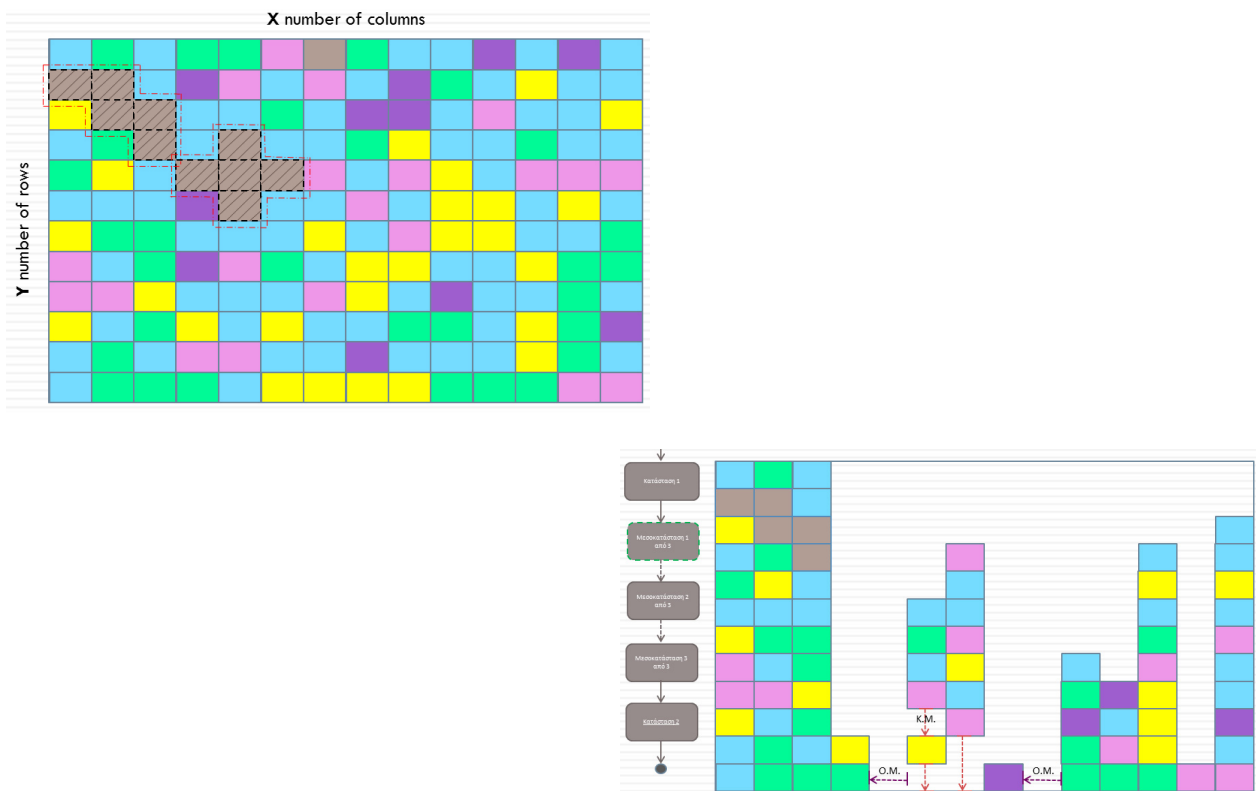 X number of columns
Y number of rows
Κατάσταση 1
Μεσοκατάσταση 1
από 3
Μεσοκατάσταση 2
από 3
Μεσοκατάσταση 3
από 3
Κατάσταση 2
Κ.Μ.
Ο.Μ.
Ο.Μ.